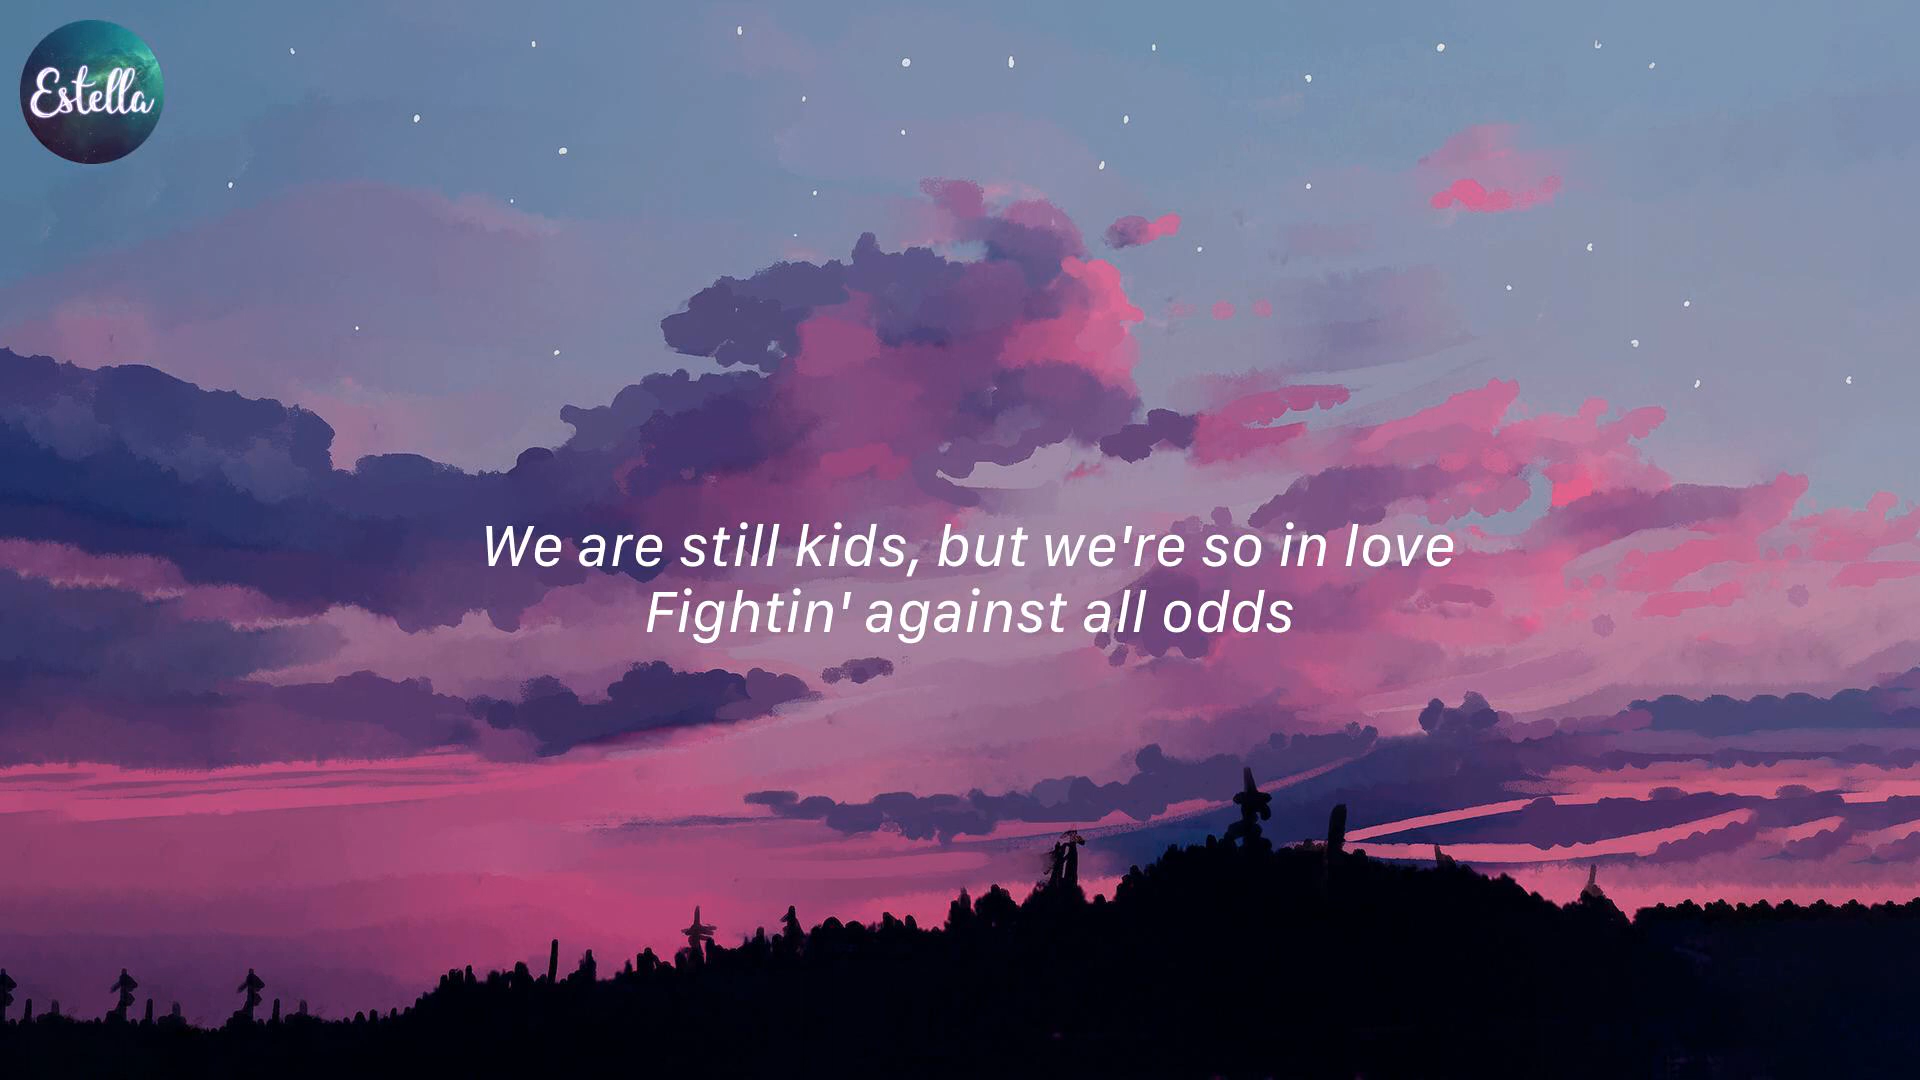 Estella
We are still kids, but we're so in love
Fightin' against all odds